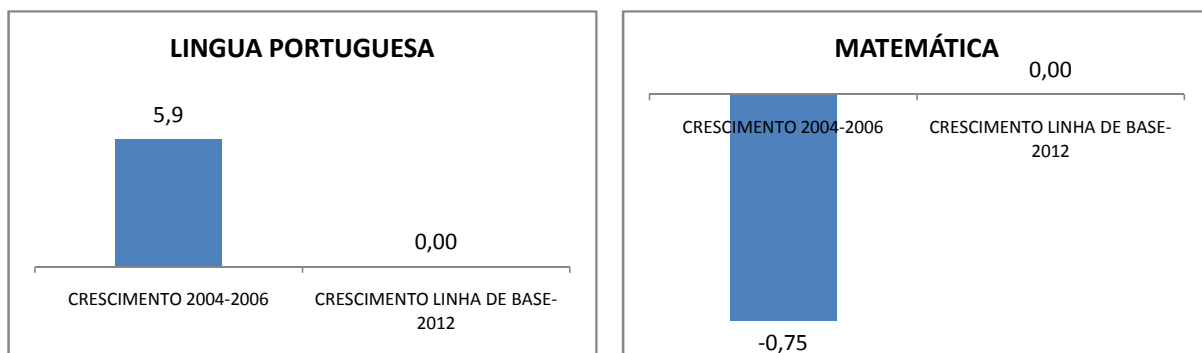 LINGUA PORTUGUESA
5,9
0,00
CRESCIMENTO 2004-2006
CRESCIMENTO LINHA DE BASE-
2012
MATEMÁTICA
0,00
CRESCIMENTO 2004-2006
CRESCIMENTO LINHA DE BASE-
2012
-0,75